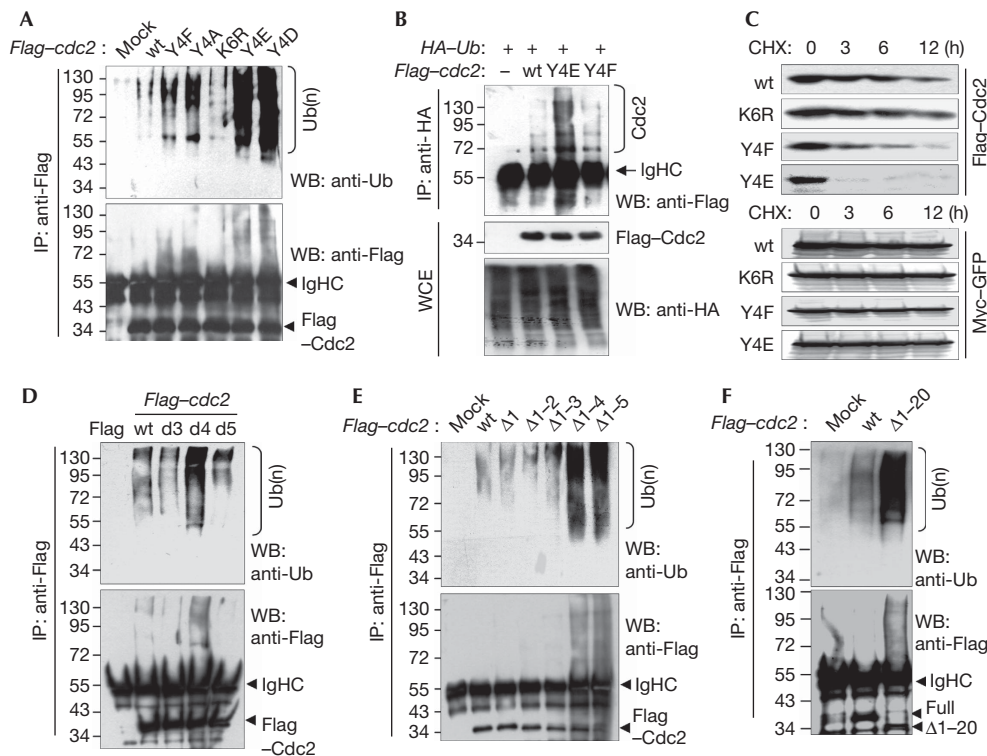 A
Flag–cdc2 : Mock wt Y4F Y4A K6R Y4E Y4D
IP: anti-Flag
130
95
72
55
43
34
Ub(n)
WB: anti-Ub
130
95
72
55
43
34
WB: anti-Flag
IgHC
Flag
–Cdc2
B
HA–Ub: + + + +
Flag–cdc2: – wt Y4E Y4F
IP: anti-HA
130
95
72
55
Cdc2
IgHC
WB: anti-Flag
WCE
34
Flag–Cdc2
WB: anti-HA
C
CHX: 0 3 6 12 (h)
wt
K6R
Y4F
Y4E
Flag–Cdc2
CHX: 0 3 6 12 (h)
wt
K6R
Y4F
Y4E
Myc–GFP
D
Flag–cdc2
Flag wt d3 d4 d5
IP: anti-Flag
130
95
72
55
43
34
Ub(n)
WB:
anti-Ub
130
95
72
55
43
34
WB:
anti-Flag
IgHC
Flag
–Cdc2
E
Flag–cdc2 : Mock wt Δ1 Δ1–2 Δ1–3 Δ1–4 Δ1–5
IP: anti-Flag
130
95
72
55
43
34
Ub(n)
WB:
anti-Ub
130
95
72
55
43
34
WB:
anti-Flag
IgHC
Flag
–Cdc2
F
Flag–cdc2 : Mock wt Δ1–20
IP: anti-Flag
130
95
72
55
43
34
Ub(n)
WB:
anti-Ub
130
95
72
55
43
34
WB:
anti-Flag
IgHC
Full
Δ1–20